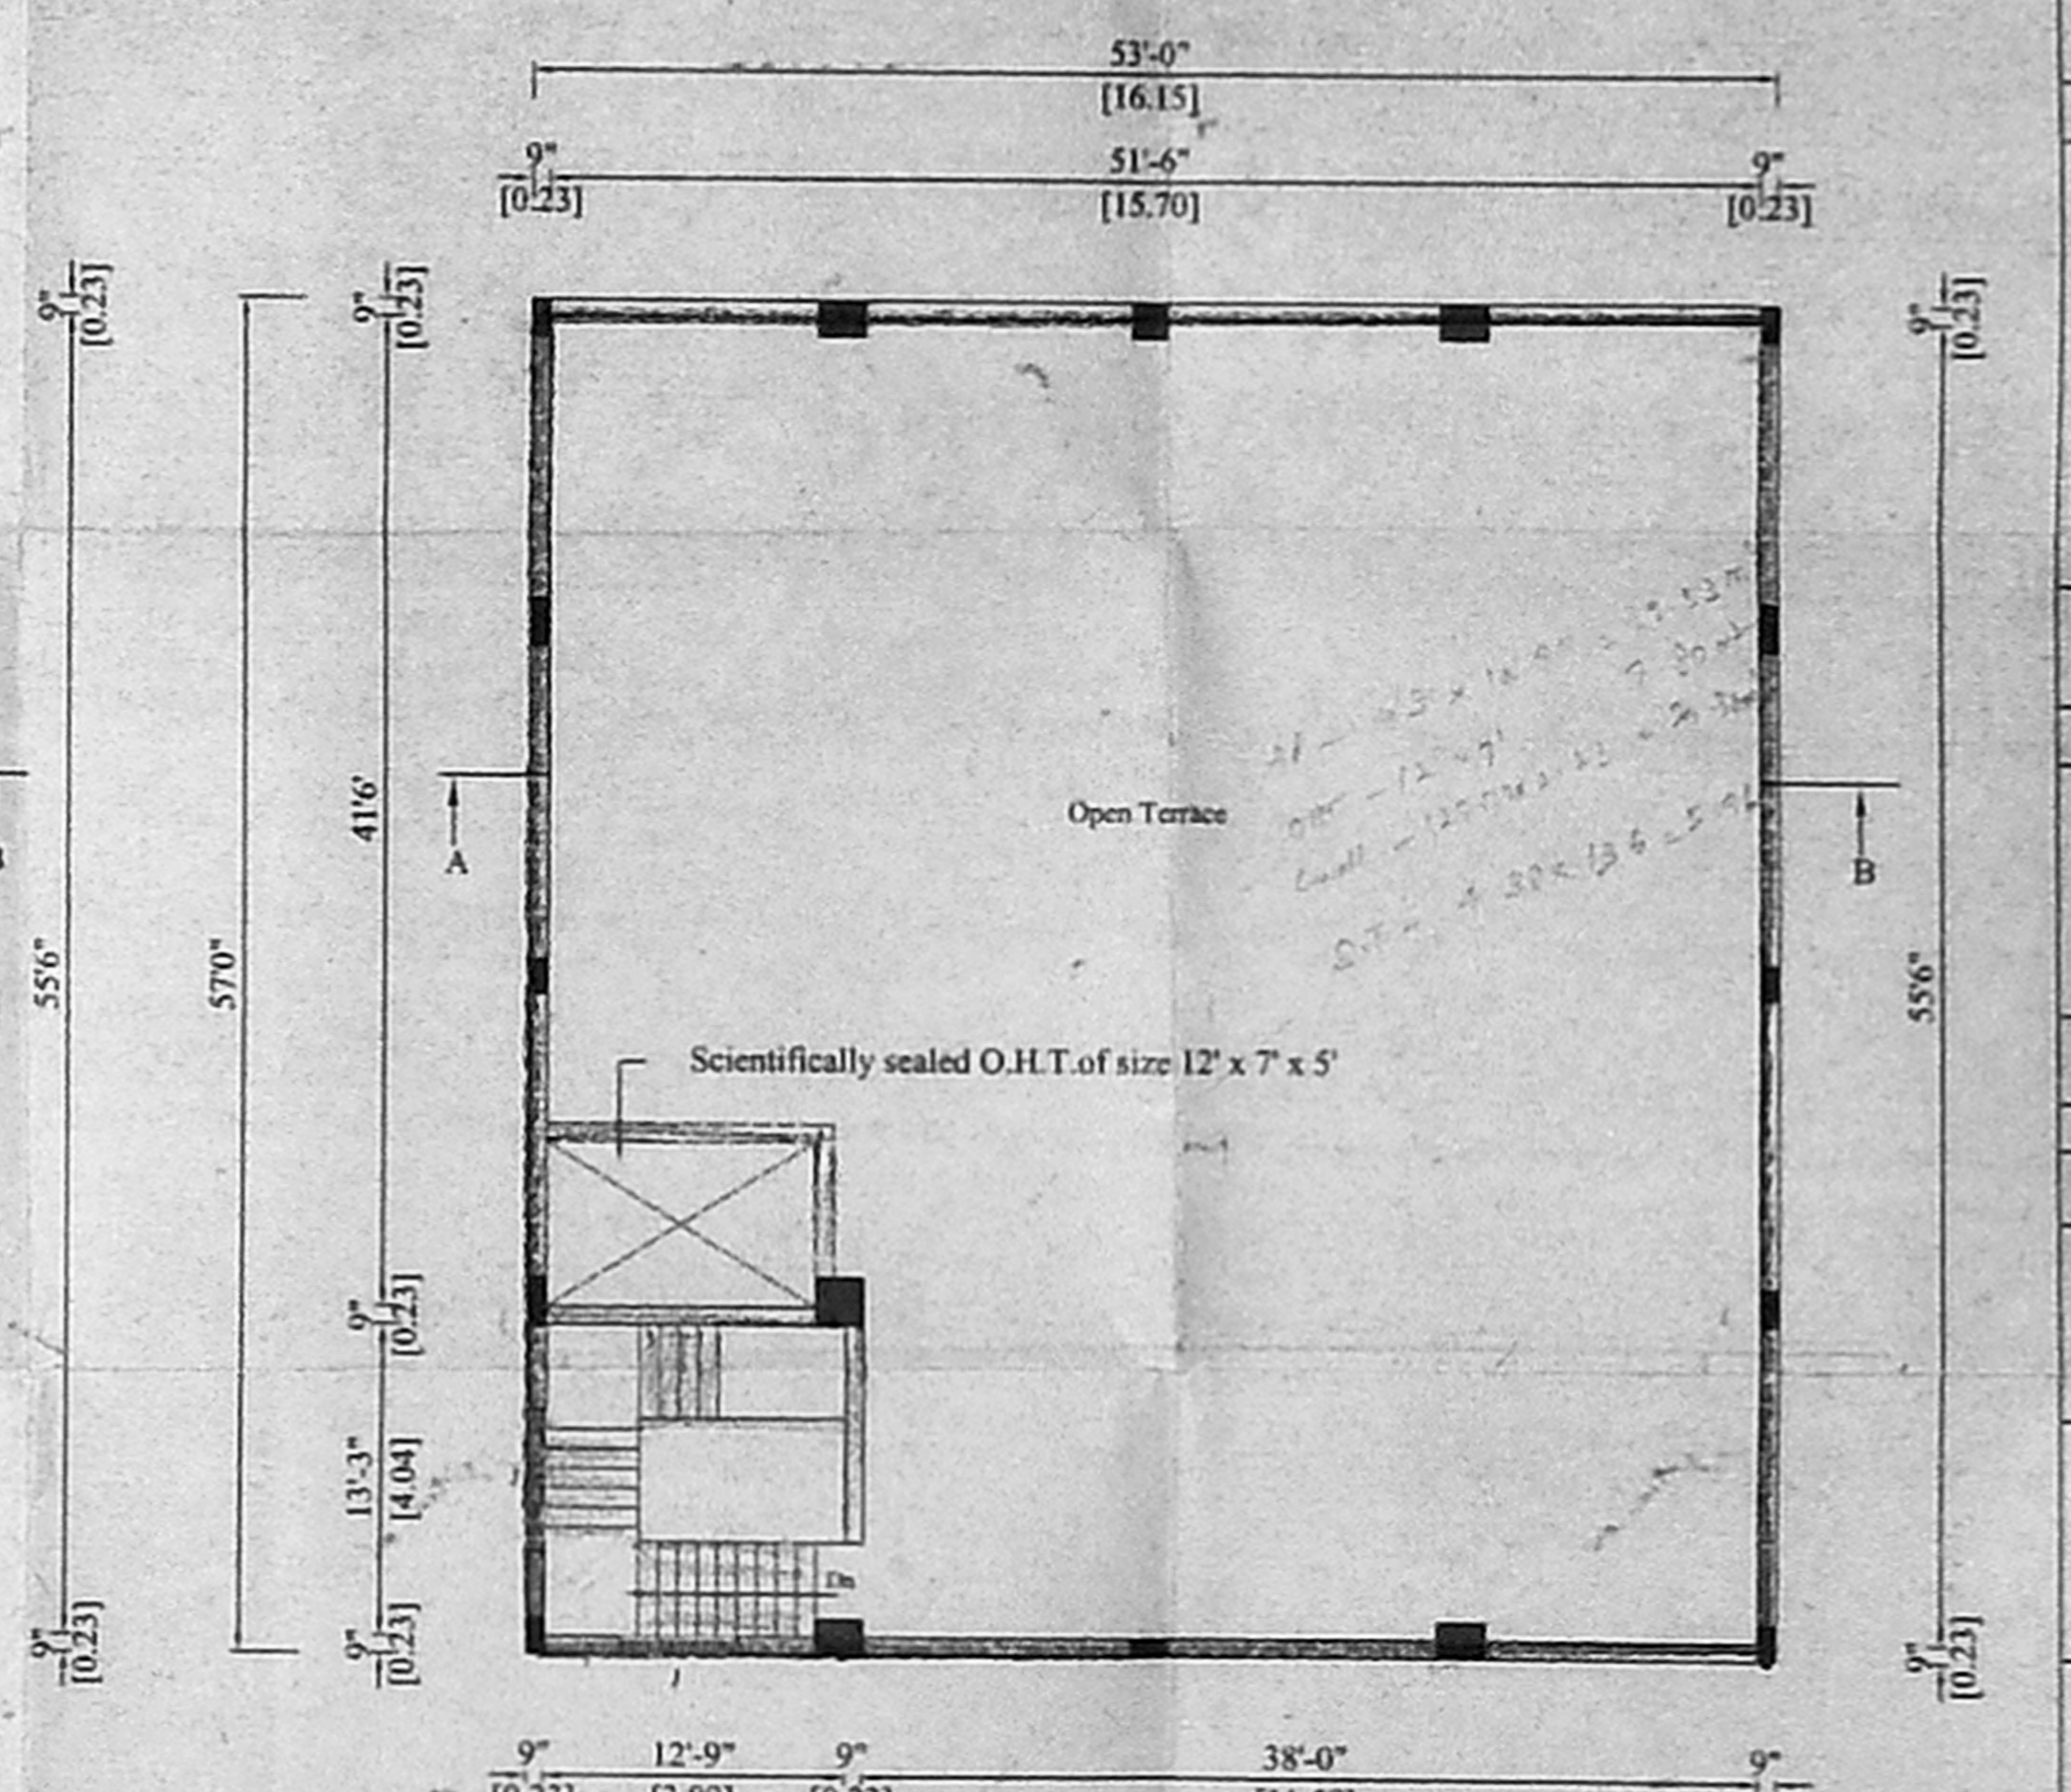 53'-0"
[16.15]
9" 51'-6" 9"
[0.23] [15.70] [0.23]
9" [0.23]
9" [0.23]
9" [0.23]
55'6"
57'0"
41'6'
A
B
Open Terrace
55'6"
Scientifically sealed O.H.T.of size 12' x 7' x 5'
9" [0.23]
13'-3" [4.04]
Dn
9" [0.23]
9" [0.23]
9" [0.23]
9" 12'-9" 9" 38'-0" 9"